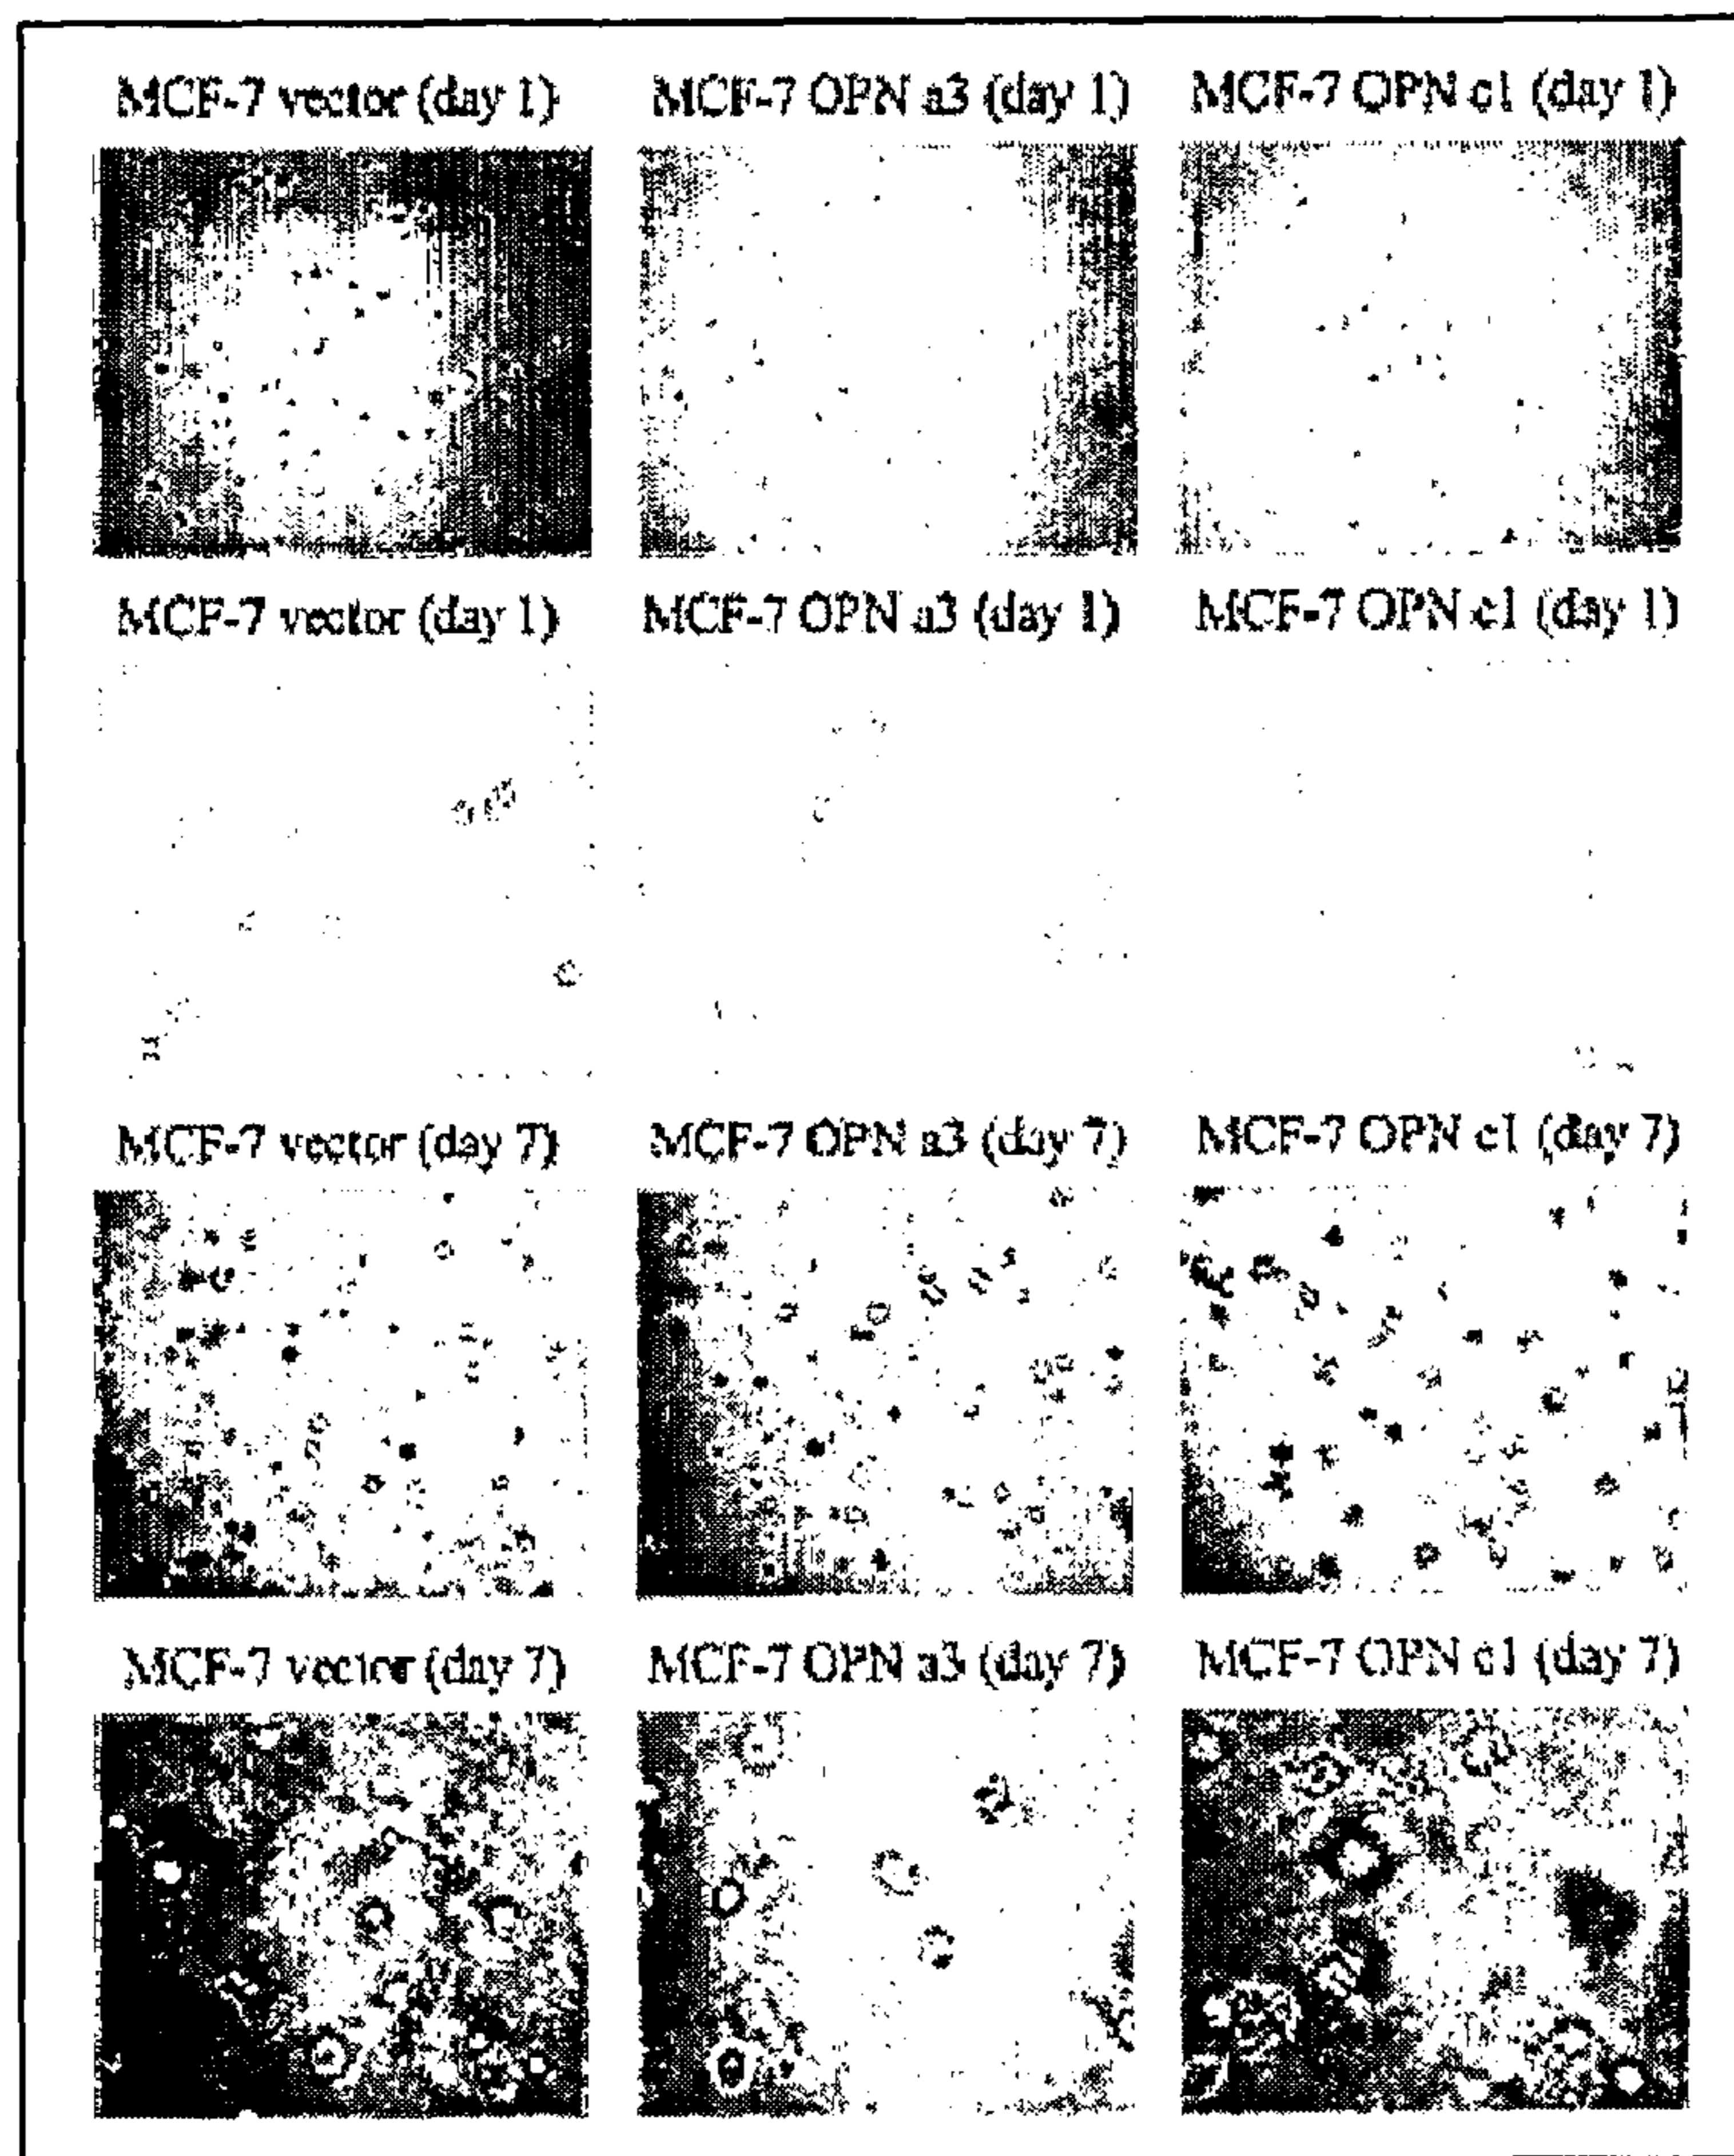 MCF-7 vector (day 1) MCF-7 OPN a3 (day 1) MCF-7 OPN c1 (day 1)
MCF-7 vector (day 1) MCF-7 OPN a3 (day 1) MCF-7 OPN c1 (day 1)
MCF-7 vector (day 7) MCF-7 OPN a3 (day 7) MCF-7 OPN c1 (day 7)
MCF-7 vector (day 7) MCF-7 OPN a3 (day 7) MCF-7 OPN c1 (day 7)